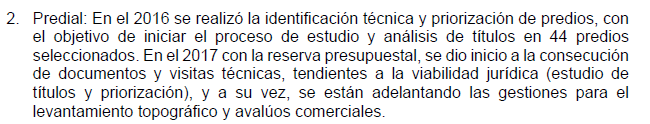 2. Predial: En el 2016 se realizó la identificación técnica y priorización de predios, con
el objetivo de iniciar el proceso de estudio y análisis de títulos en 44 predios
seleccionados. En el 2017 con la reserva presupuestal, se dio inicio a la consecución
de documentos y visitas técnicas, tendientes a la viabilidad jurídica (estudio de
títulos y priorización), y a su vez, se están adelantando las gestiones para el
levantamiento topográfico y avalúos comerciales.